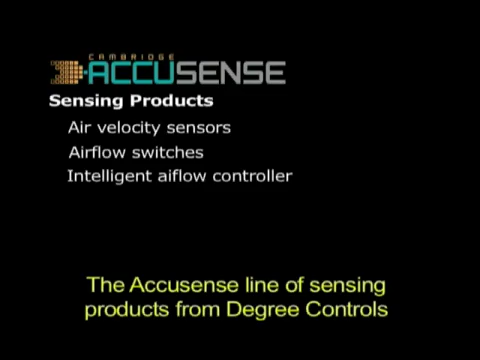 CAMBRIDGE
ACCUSENSE
Sensing Products
Air velocity sensors
Airflow switches
Intelligent aiflow controller
The Accusense line of sensing
products from Degree Controls